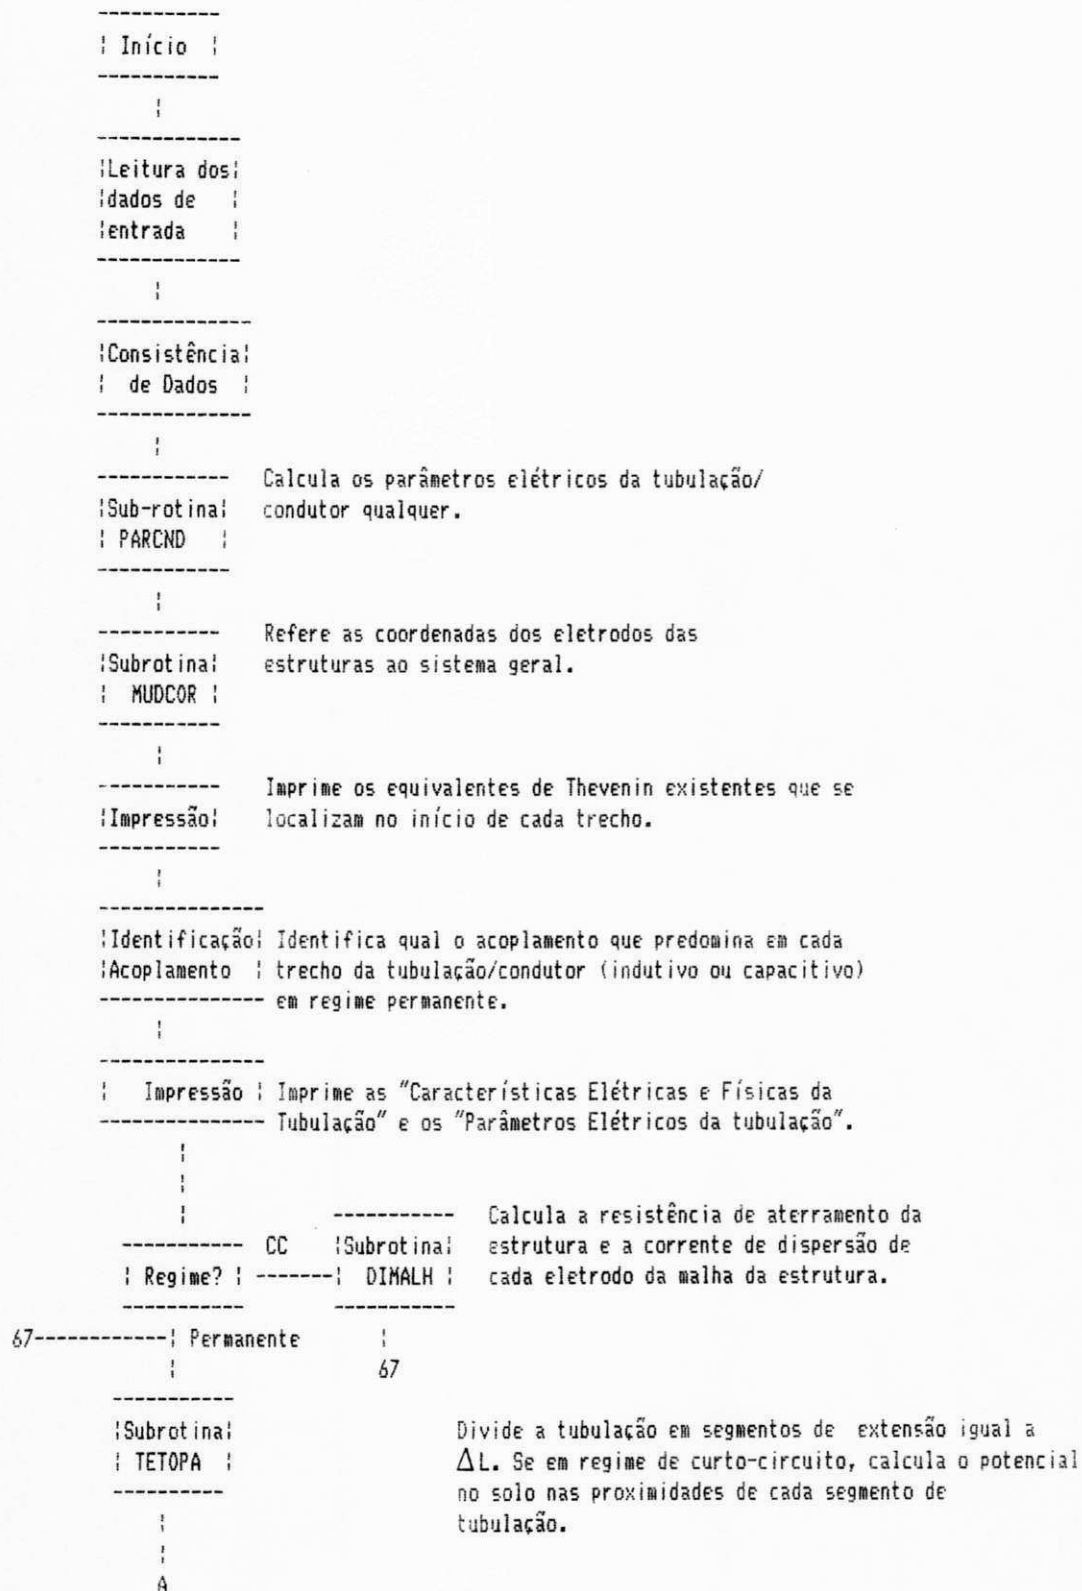 Início
Leitura dos
dados de
entrada
Consistência
de Dados
Calcula os parâmetros elétricos da tubulação/
Sub-rotina condutor qualquer.
PARCND
Refere as coordenadas dos eletrodos das
Subrotina estruturas ao sistema geral.
MUDCOR
Imprime os equivalentes de Thevenin existentes que se
Impressão localizam no início de cada trecho.
Identificação Identifica qual o acoplamento que predomina em cada
Acoplamento trecho da tubulação/condutor (indutivo ou capacitivo)
em regime permanente.
Impressão Imprime as "Características Elétricas e Físicas da
Tubulação" e os "Parâmetros Elétricos da tubulação".
Calcula a resistência de aterramento da
CC Subrotina estrutura e a corrente de dispersão de
Regime? DIMALH cada eletrodo da malha da estrutura.
67 Permanente
67
Subrotina Divide a tubulação em segmentos de extensão igual a
TETOPA ΔL. Se em regime de curto-circuito, calcula o potencial
no solo nas proximidades de cada segmento de
tubulação.
A